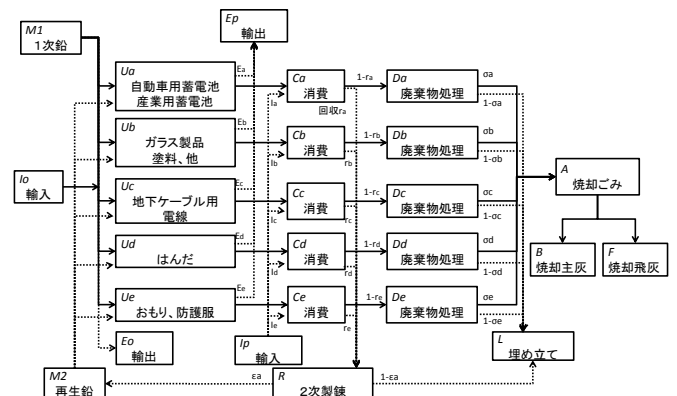 M1
1次鉛
Ep
輸出
Ua
自動車用蓄電池
産業用蓄電池
Ea
Ia
Ca
消費
回収ra
1-ra
Da
廃棄物処理
σa
1-σa
Ub
ガラス製品
塗料、他
Eb
Ib
Cb
消費
rb
1-rb
Db
廃棄物処理
σb
1-σb
Io
輸入
Uc
地下ケーブル用
電線
Ec
Ic
Cc
消費
rc
1-rc
Dc
廃棄物処理
σc
1-σc
A
焼却ごみ
Ud
はんだ
Ed
Id
Cd
消費
rd
1-rd
Dd
廃棄物処理
σd
1-σd
B
焼却主灰
F
焼却飛灰
Ue
おもり、防護服
Ee
Ie
Ce
消費
re
1-re
De
廃棄物処理
σe
1-σe
Eo
輸出
Ip
輸入
L
埋め立て
M2
再生鉛
εa
R
2次製錬
1-εa